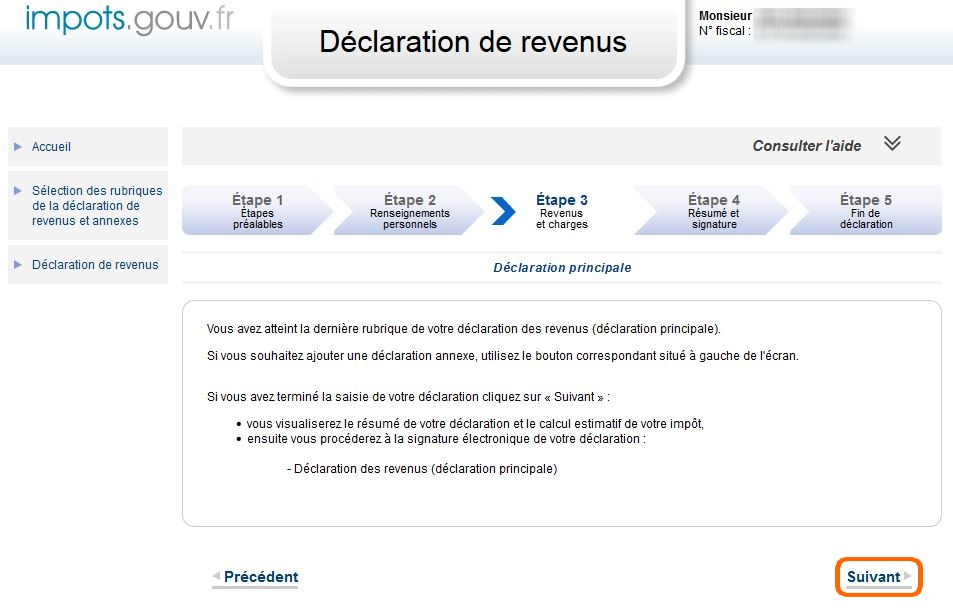 impots.gouv.fr
Déclaration de revenus
Monsieur
N° fiscal :
Accueil
Sélection des rubriques
de la déclaration de
revenus et annexes
Déclaration de revenus
Consulter l'aide
Étape 1
Étapes
préalables
Étape 2
Renseignements
personnels
Étape 3
Revenus
et charges
Étape 4
Résumé et
signature
Étape 5
Fin de
déclaration
Déclaration principale
Vous avez atteint la dernière rubrique de votre déclaration des revenus (déclaration principale).
Si vous souhaitez ajouter une déclaration annexe, utilisez le bouton correspondant situé à gauche de l'écran.
Si vous avez terminé la saisie de votre déclaration cliquez sur « Suivant » :
• vous visualiserez le résumé de votre déclaration et le calcul estimatif de votre impôt,
• ensuite vous procéderez à la signature électronique de votre déclaration :
- Déclaration des revenus (déclaration principale)
Précédent
Suivant